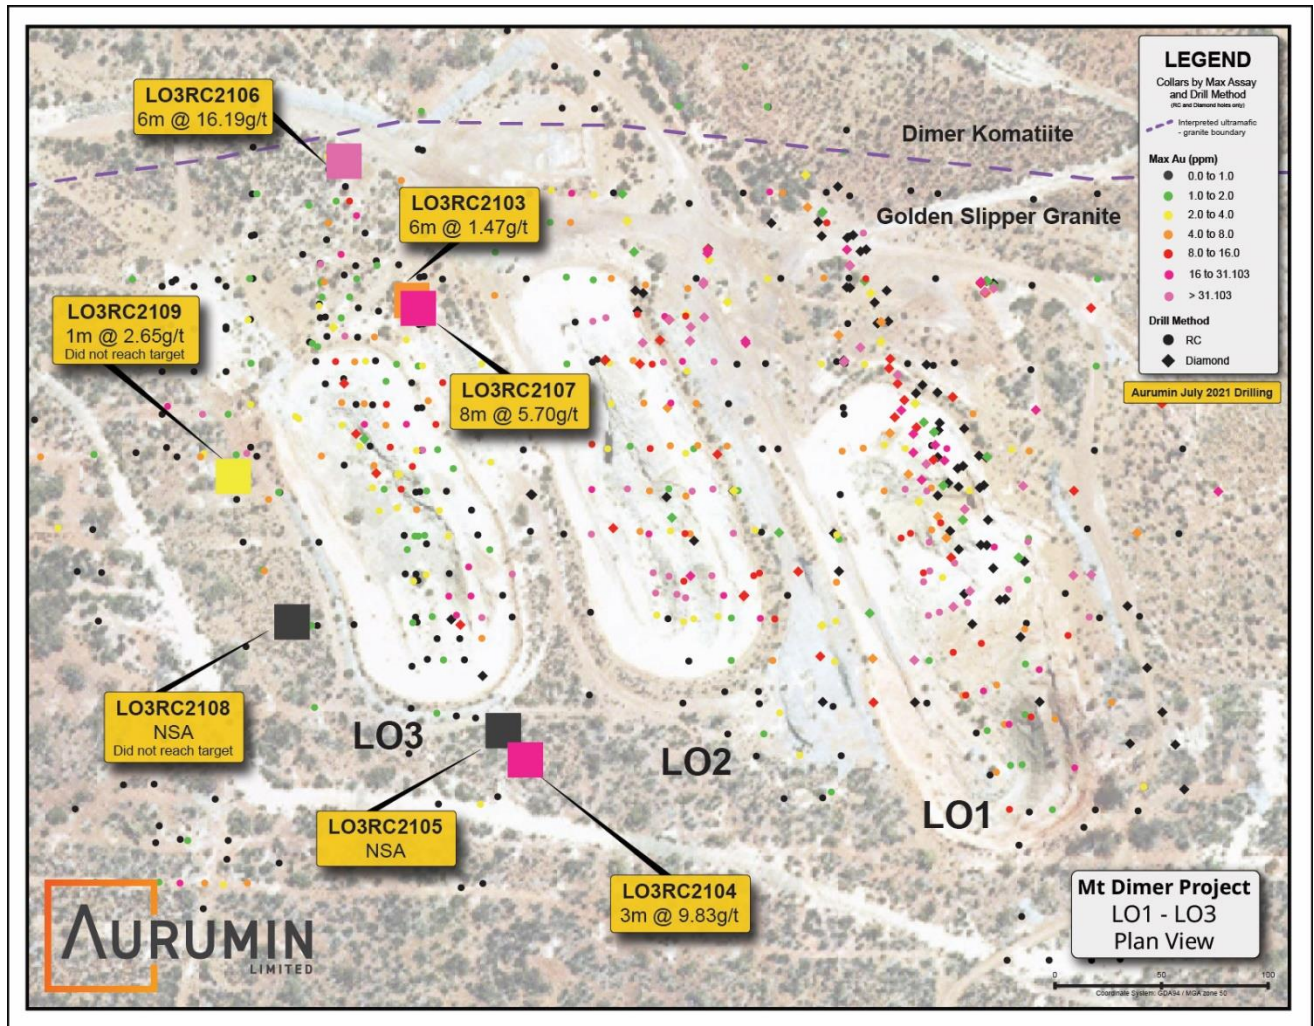 LO3RC2106
6m @ 16.19g/t
LO3RC2103
6m @ 1.47g/t
LO3RC2109
1m @ 2.65g/t
Did not reach target
LO3RC2107
8m @ 5.70g/t
LO3RC2108
NSA
Did not reach target
LO3RC2105
NSA
LO3RC2104
3m @ 9.83g/t
Dimer Komatiite
Golden Slipper Granite
LO3
LO2
LO1
LEGEND
Collars by Max Assay
and Drill Method
(RC and Diamond holes only)
Interpreted ultramafic
- granite boundary
Max Au (ppm)
0.0 to 1.0
1.0 to 2.0
2.0 to 4.0
4.0 to 8.0
8.0 to 16.0
16 to 31.103
> 31.103
Drill Method
RC
Diamond
Aurumin July 2021 Drilling
AURUMIN
LIMITED
Mt Dimer Project
LO1 - LO3
Plan View
0 50 100
Coordinate System: GDA94 / MGA zone 50